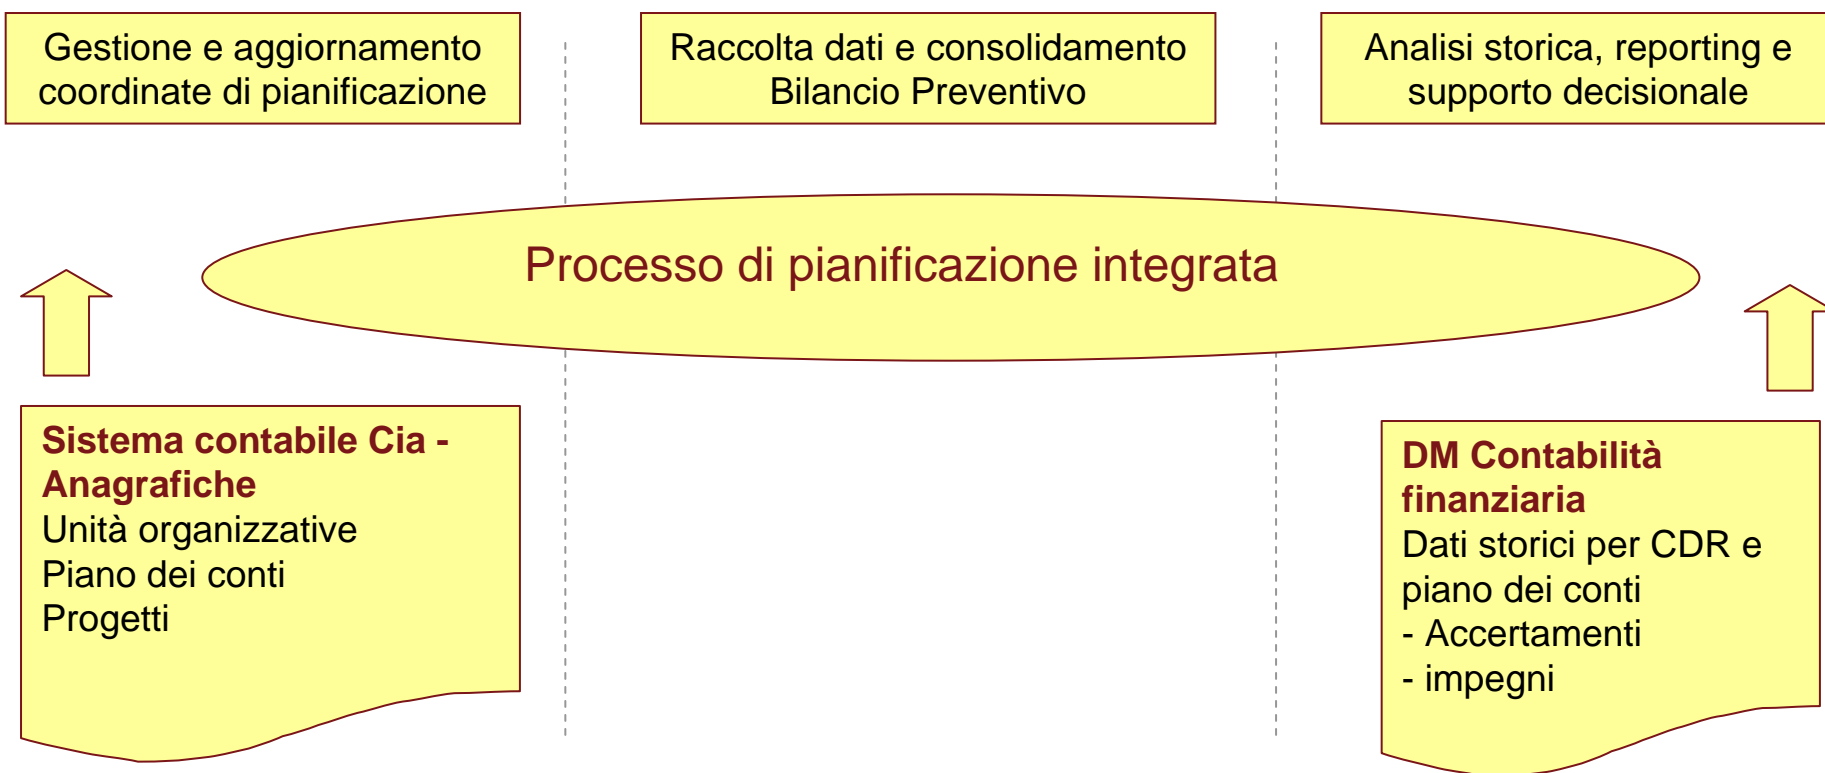 Gestione e aggiornamento
coordinate di pianificazione
Raccolta dati e consolidamento
Bilancio Preventivo
Analisi storica, reporting e
supporto decisionale
Processo di pianificazione integrata
Sistema contabile Cia -
Anagrafiche
Unità organizzative
Piano dei conti
Progetti
DM Contabilità
finanziaria
Dati storici per CDR e
piano dei conti
- Accertamenti
- impegni